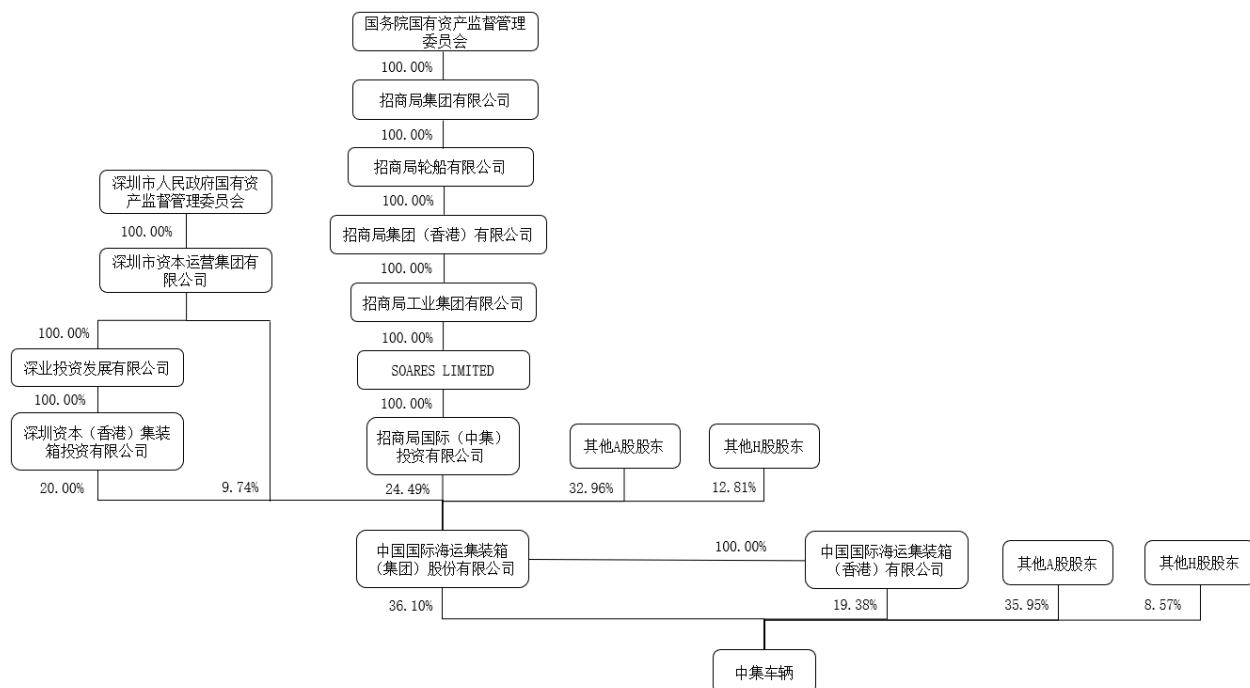 国务院国有资产监督管理
委员会
100.00%
招商局集团有限公司
100.00%
招商局轮船有限公司
深圳市人民政府国有资
产监督管理委员会
100.00%
招商局集团（香港）有限公司
100.00%
深圳市资本运营集团有
限公司
100.00%
招商局工业集团有限公司
100.00%
100.00%
深业投资发展有限公司
SOARES LIMITED
100.00%
100.00%
深圳资本（香港）集装
箱投资有限公司
招商局国际（中集）
投资有限公司
其他A股股东
其他H股股东
20.00%
9.74%
24.49%
32.96%
12.81%
中国国际海运集装箱
（集团）股份有限公司
100.00%
中国国际海运集装箱
（香港）有限公司
其他A股股东
其他H股股东
36.10%
19.38%
35.95%
8.57%
中集车辆